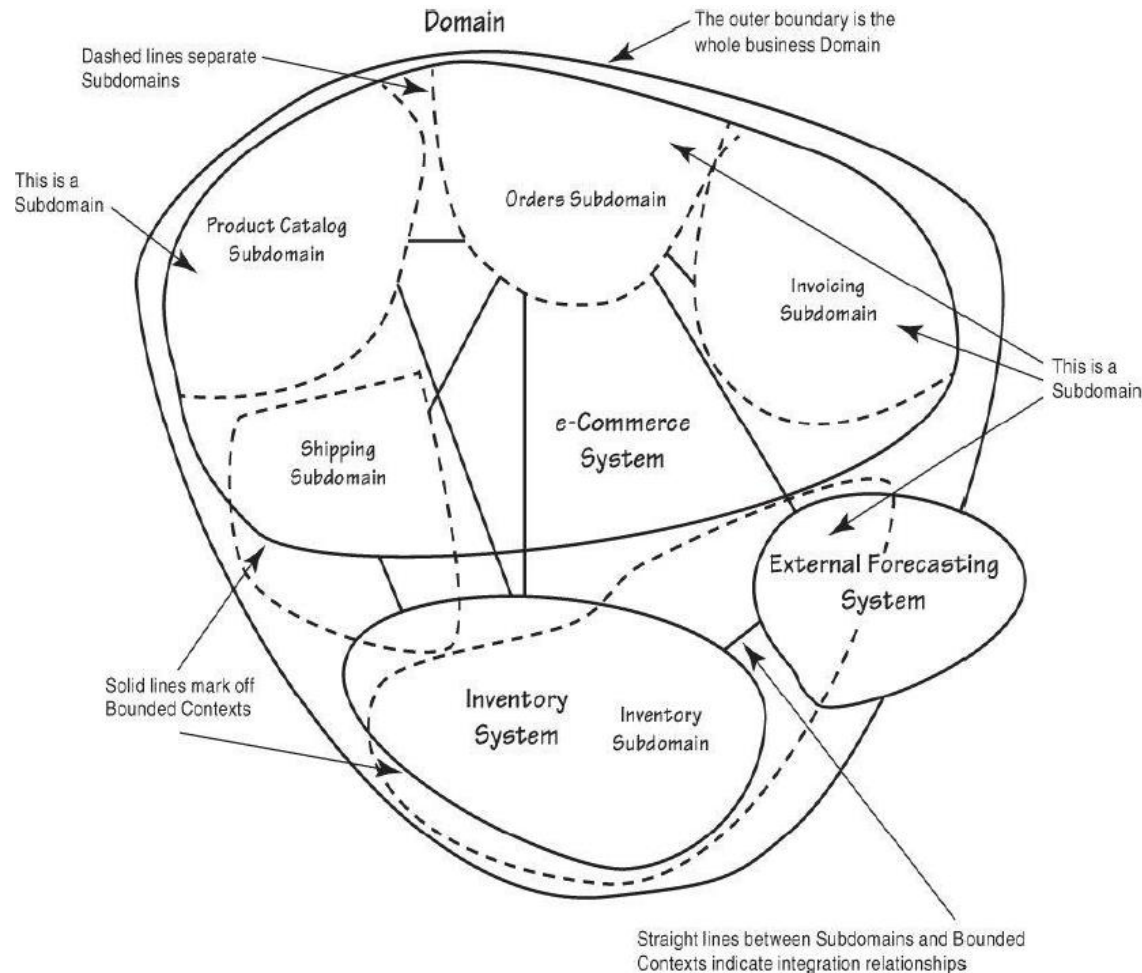 Domain
The outer boundary is the
whole business Domain
Dashed lines separate
Subdomains
This is a
Subdomain
Product Catalog
Subdomain
Orders Subdomain
Invoicing
Subdomain
This is a
Subdomain
Shipping
Subdomain
e-Commerce
System
External Forecasting
System
Solid lines mark off
Bounded Contexts
Inventory
System
Inventory
Subdomain
Straight lines between Subdomains and Bounded
Contexts indicate integration relationships